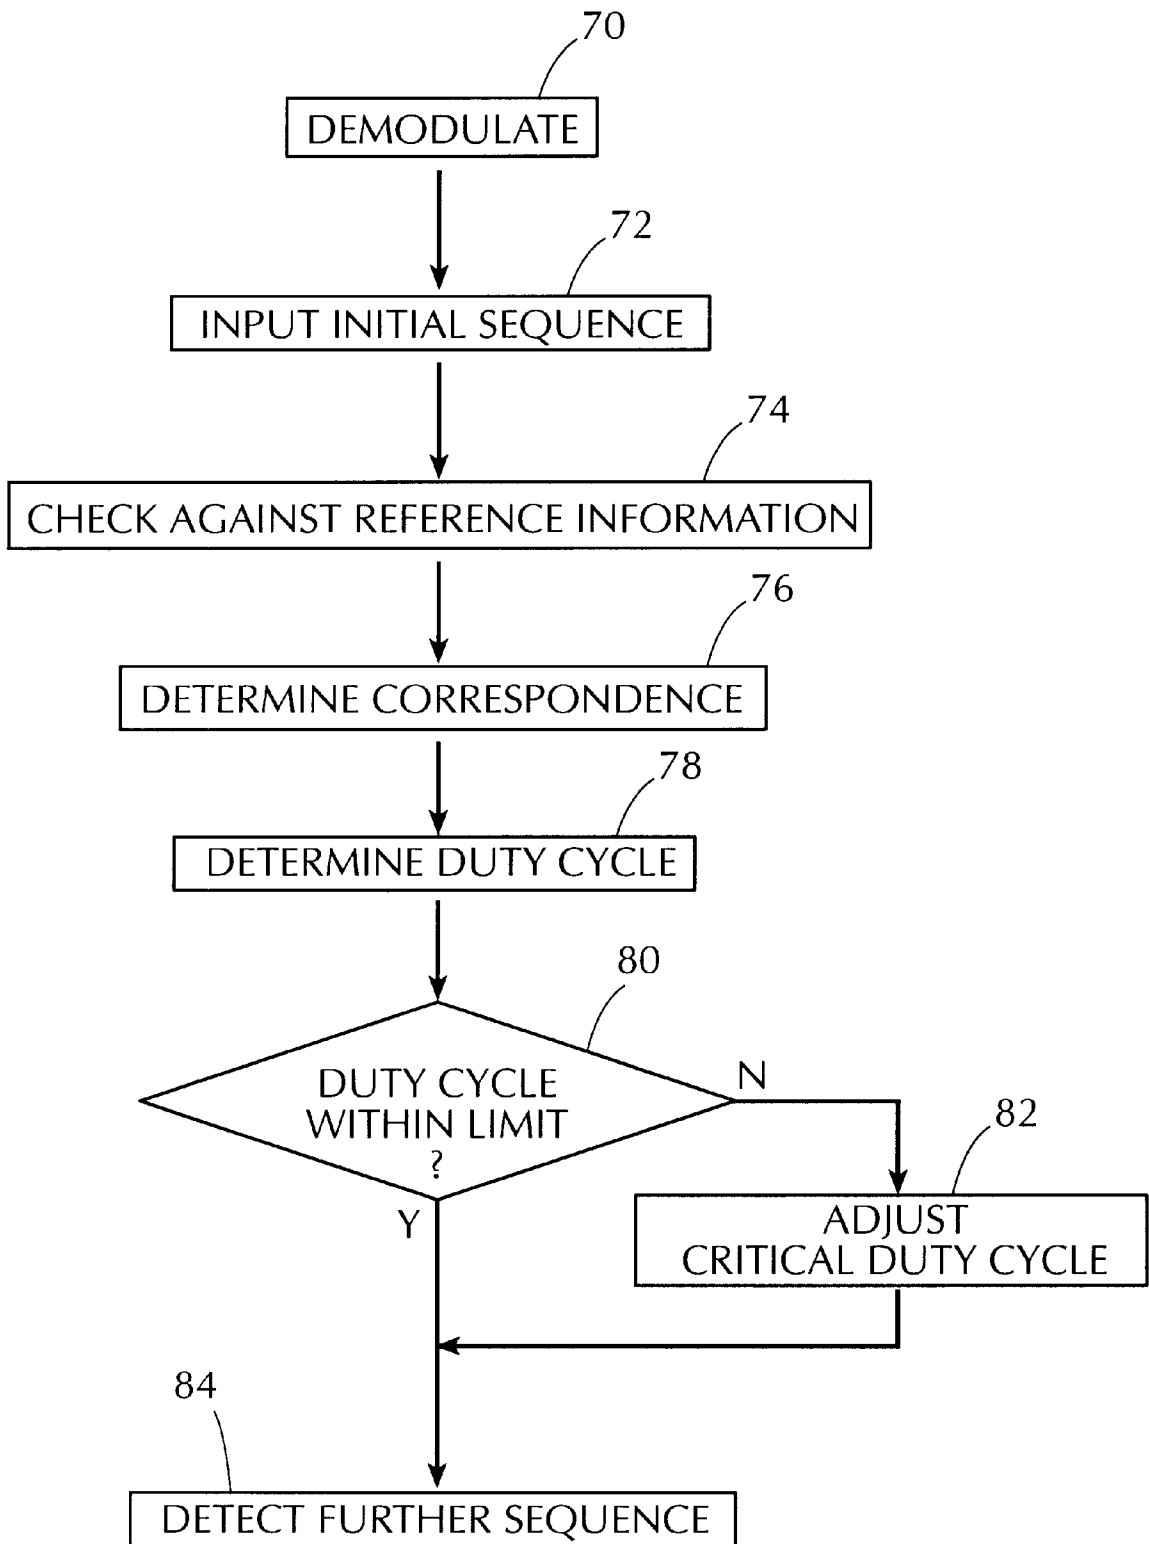 70
DEMODULATE
72
INPUT INITIAL SEQUENCE
74
CHECK AGAINST REFERENCE INFORMATION
76
DETERMINE CORRESPONDENCE
78
DETERMINE DUTY CYCLE
80
DUTY CYCLE
WITHIN LIMIT
?
N
Y
82
ADJUST
CRITICAL DUTY CYCLE
84
DETECT FURTHER SEQUENCE